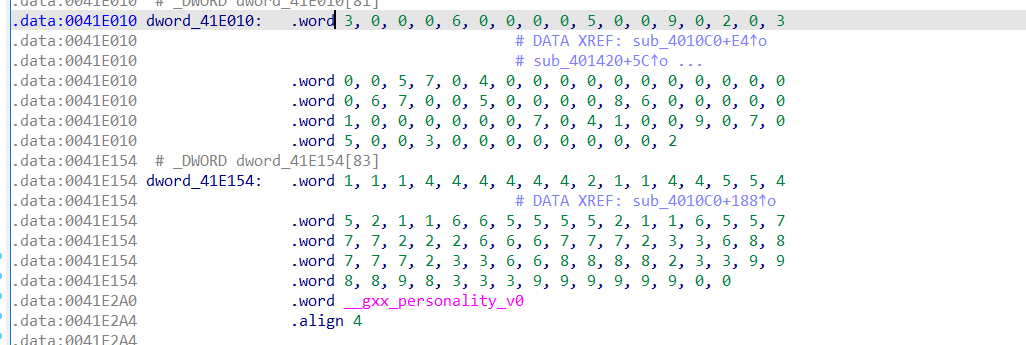 .data:0041E010 # _DWORD dword_41E010[81]
.data:0041E010 dword_41E010: .word 3, 0, 0, 0, 6, 0, 0, 0, 0, 5, 0, 0, 9, 0, 2, 0, 3
.data:0041E010 # DATA XREF: sub_4010C0+E4↑o
.data:0041E010 # sub_401420+5C↑o ...
.data:0041E010 .word 0, 0, 5, 7, 0, 4, 0, 0, 0, 0, 0, 0, 0, 0, 0, 0, 0
.data:0041E010 .word 0, 6, 7, 0, 0, 5, 0, 0, 0, 0, 8, 6, 0, 0, 0, 0, 0
.data:0041E010 .word 1, 0, 0, 0, 0, 0, 0, 7, 0, 4, 1, 0, 0, 9, 0, 7, 0
.data:0041E010 .word 5, 0, 0, 3, 0, 0, 0, 0, 0, 0, 0, 0, 2
.data:0041E154 # _DWORD dword_41E154[83]
.data:0041E154 dword_41E154: .word 1, 1, 1, 4, 4, 4, 4, 4, 4, 2, 1, 1, 4, 4, 5, 5, 4
.data:0041E154 # DATA XREF: sub_4010C0+188↑o
.data:0041E154 .word 5, 2, 1, 1, 6, 6, 5, 5, 5, 5, 2, 1, 1, 6, 5, 5, 7
.data:0041E154 .word 7, 7, 2, 2, 2, 6, 6, 6, 7, 7, 7, 2, 3, 3, 6, 8, 8
.data:0041E154 .word 7, 7, 7, 2, 3, 3, 6, 6, 8, 8, 8, 8, 2, 3, 3, 9, 9
.data:0041E154 .word 8, 8, 9, 8, 3, 3, 3, 9, 9, 9, 9, 9, 9, 0, 0
.data:0041E2A0 .word __gxx_personality_v0
.data:0041E2A4 .align 4
.data:0041E2A4